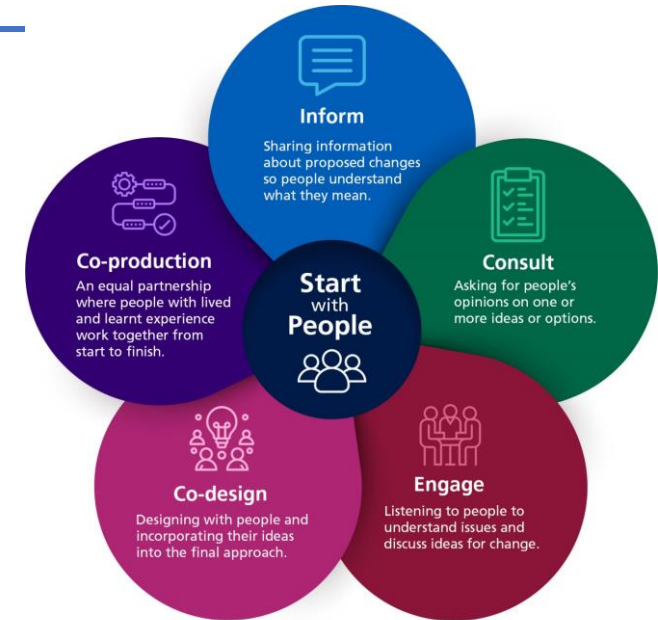 Inform
Sharing information
about proposed changes
so people understand
what they mean.
Consult
Asking for people's
opinions on one or
more ideas or options.
Engage
Listening to people to
understand issues and
discuss ideas for change.
Co-design
Designing with people and
incorporating their ideas
into the final approach.
Co-production
An equal partnership
where people with lived
and learnt experience
work together from
start to finish.
Start
with
People